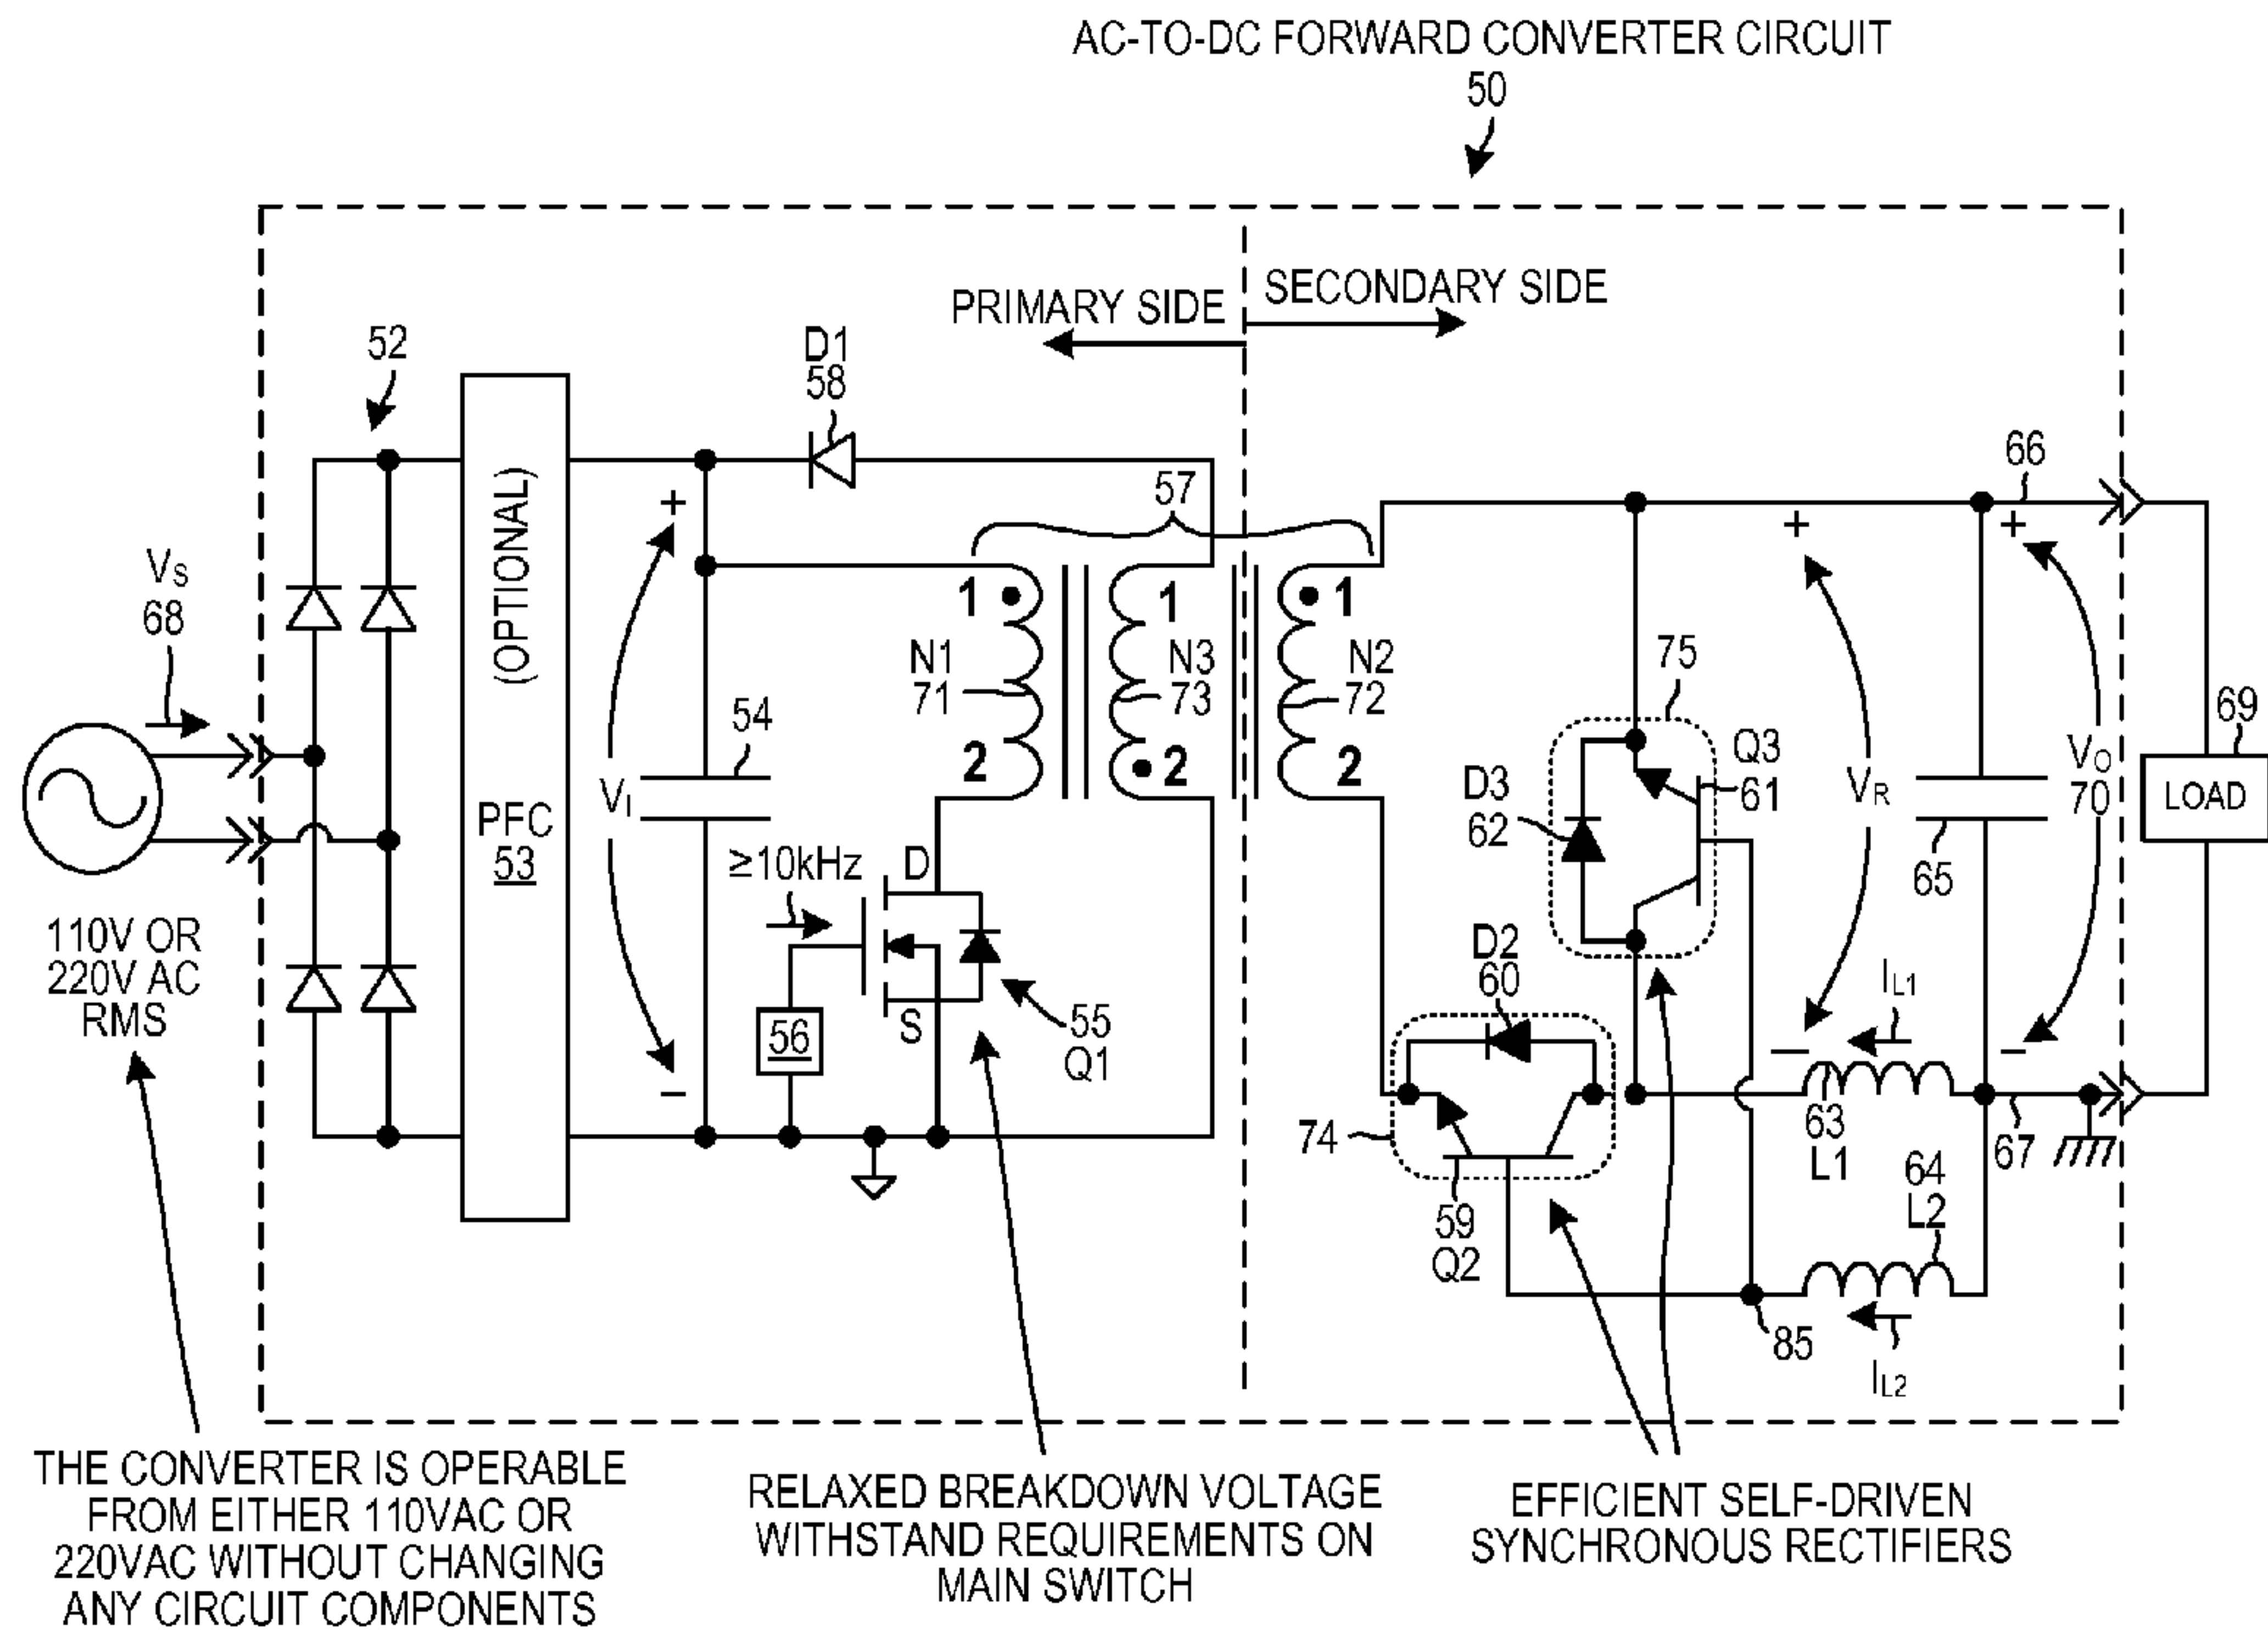 AC-TO-DC FORWARD CONVERTER CIRCUIT
50
PRIMARY SIDE
SECONDARY SIDE
52
D1
58
66
57
(OPTIONAL)
PFC
53
+
VI
−
54
VS
68
110V OR
220V AC
RMS
1
N1
71
2
1
N3
73
2
1
N2
72
2
≥10kHz
D
S
56
55
Q1
75
Q3
61
D3
62
D2
60
74
59
Q2
+
VR
−
65
+
VO
70
−
69
LOAD
IL1
63
L1
67
64
L2
85
IL2
THE CONVERTER IS OPERABLE
FROM EITHER 110VAC OR
220VAC WITHOUT CHANGING
ANY CIRCUIT COMPONENTS
RELAXED BREAKDOWN VOLTAGE
WITHSTAND REQUIREMENTS ON
MAIN SWITCH
EFFICIENT SELF-DRIVEN
SYNCHRONOUS RECTIFIERS